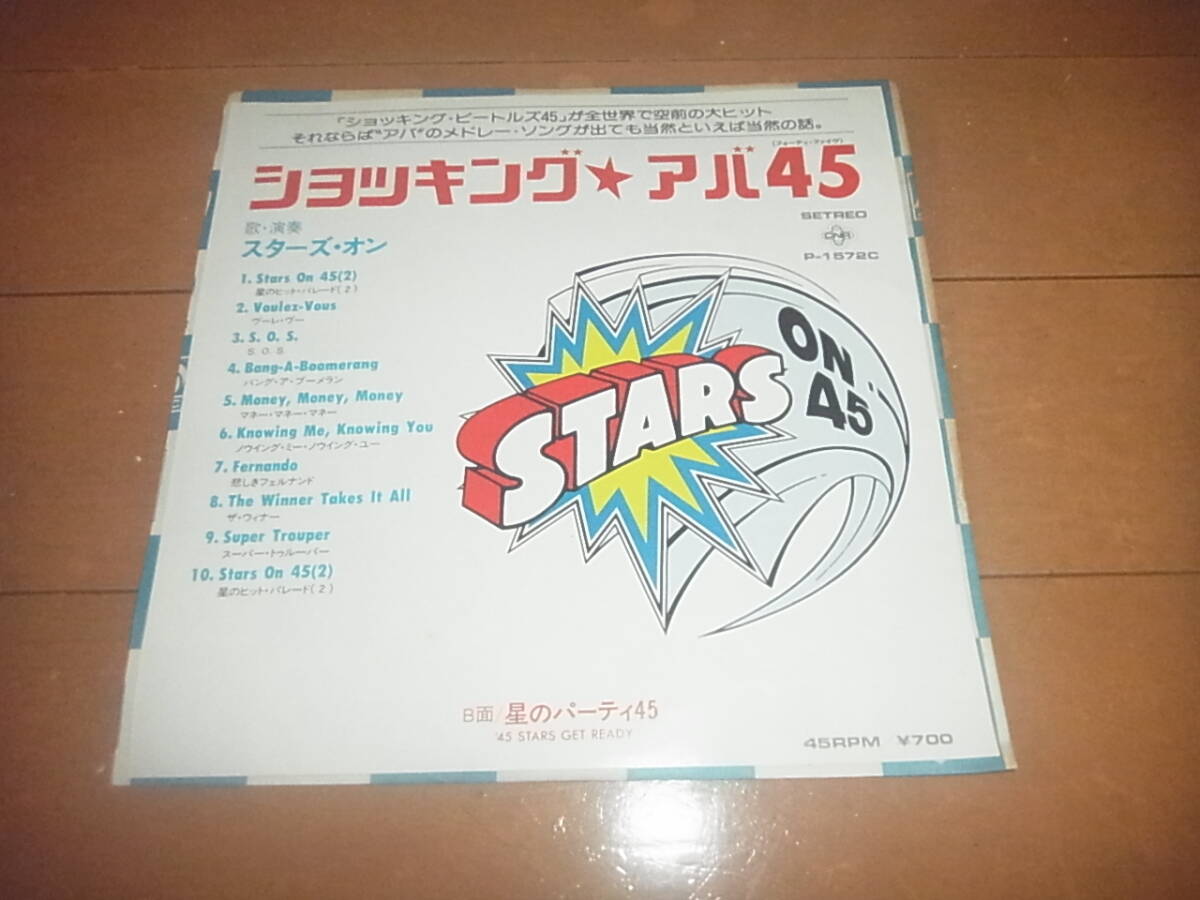 「ショッキング・ビートルズ45」が全世界で空前の大ヒット
それならば“アバ”のメドレー・ソングが出ても当然といえば当然の話。
ショッキング★アバ45
(フォーティ・ファイヴ)
歌・演奏
スターズ・オン
SETREO
CNR
P-1572C
1. Stars On 45(2)
星のヒット・パレード(2)
2. Voulez-Vous
ヴーレ・ヴー
3. S. O. S.
S. O. S
4. Bang-A-Boomerang
バング・ア・ブーメラン
5. Money, Money, Money
マネー・マネー・マネー
6. Knowing Me, Knowing You
ノウイング・ミー・ノウイング・ユー
7. Fernando
悲しきフェルナンド
8. The Winner Takes It All
ザ・ウィナー
9. Super Trouper
スーパー・トゥルーパー
10. Stars On 45(2)
星のヒット・パレード(2)
STARS
ON
45
B面/星のパーティ45
'45 STARS GET READY
45RPM ¥700